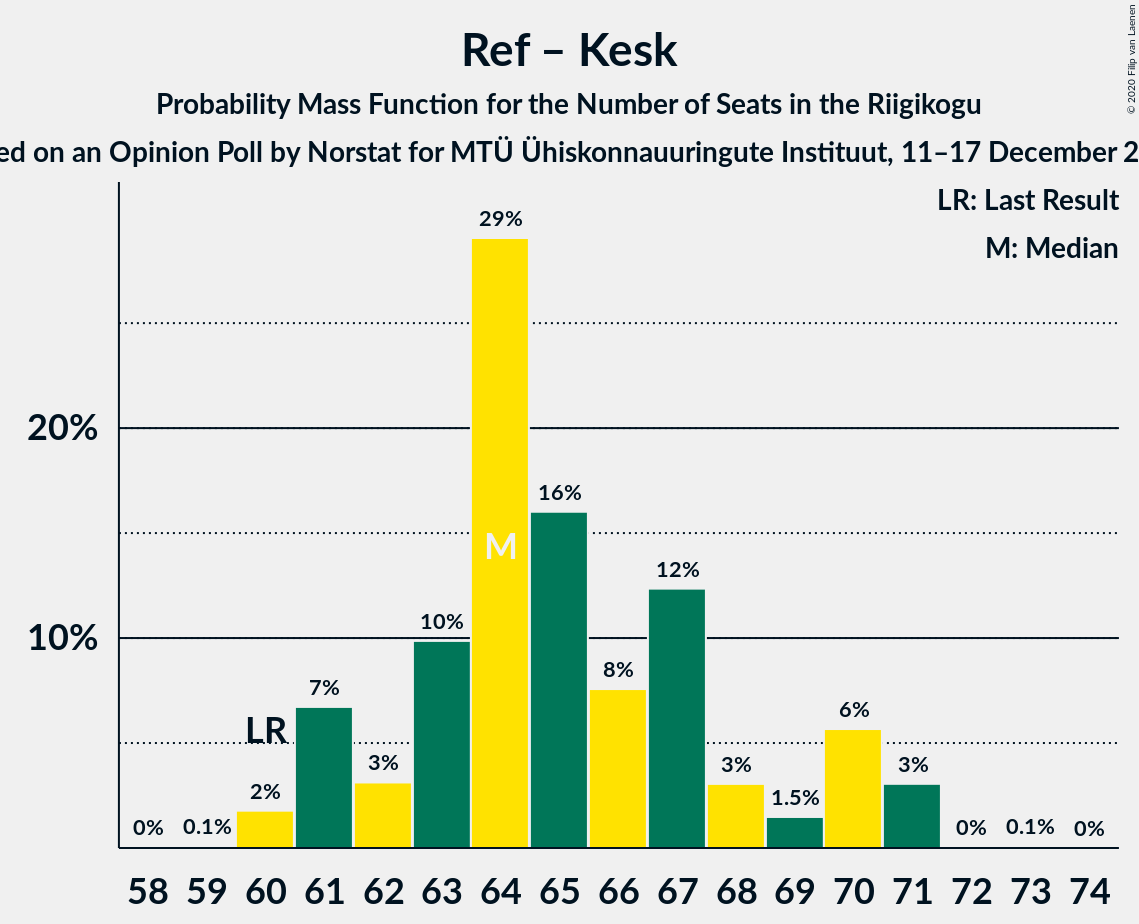 Ref – Kesk
Probability Mass Function for the Number of Seats in the Riigikogu
on an Opinion Poll by Norstat for MTÜ Ühiskonnauuringute Instituut, 11–17 December
© 2020 Filip van Laenen
LR: Last Result
M: Median
29%
20%
16%
M
12%
10%
10%
8%
7%
LR
6%
3%
3%
3%
2%
1.5%
0%
0.1%
0%
0.1%
0%
58 59 60 61 62 63 64 65 66 67 68 69 70 71 72 73 74